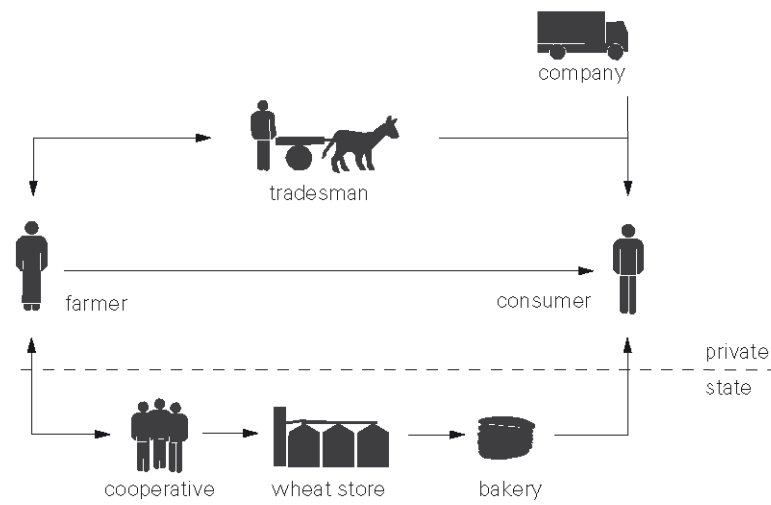 company
tradesman
farmer
consumer
private
state
cooperative
wheat store
bakery